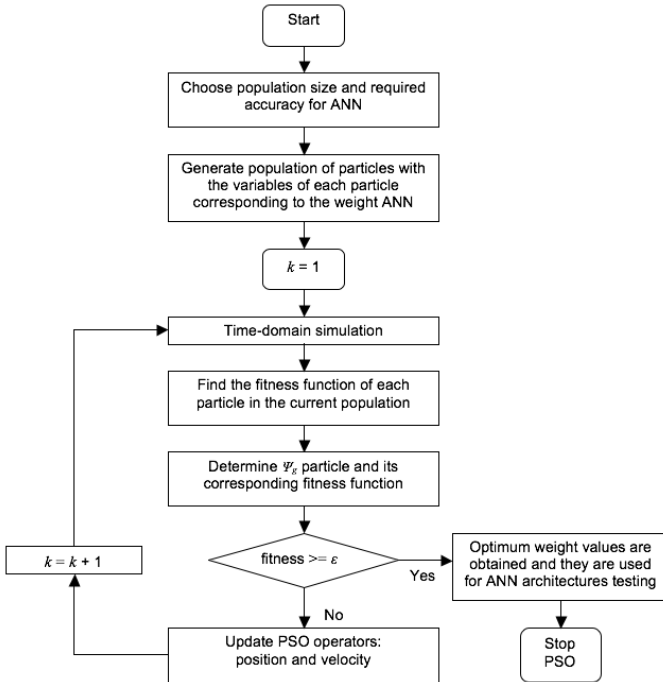 Start
Choose population size and required
accuracy for ANN
Generate population of particles with
the variables of each particle
corresponding to the weight ANN
k = 1
Time-domain simulation
Find the fitness function of each
particle in the current population
Determine Ψg particle and its
corresponding fitness function
fitness >= ε
Yes
Optimum weight values are
obtained and they are used
for ANN architectures testing
Stop
PSO
No
Update PSO operators:
position and velocity
k = k + 1